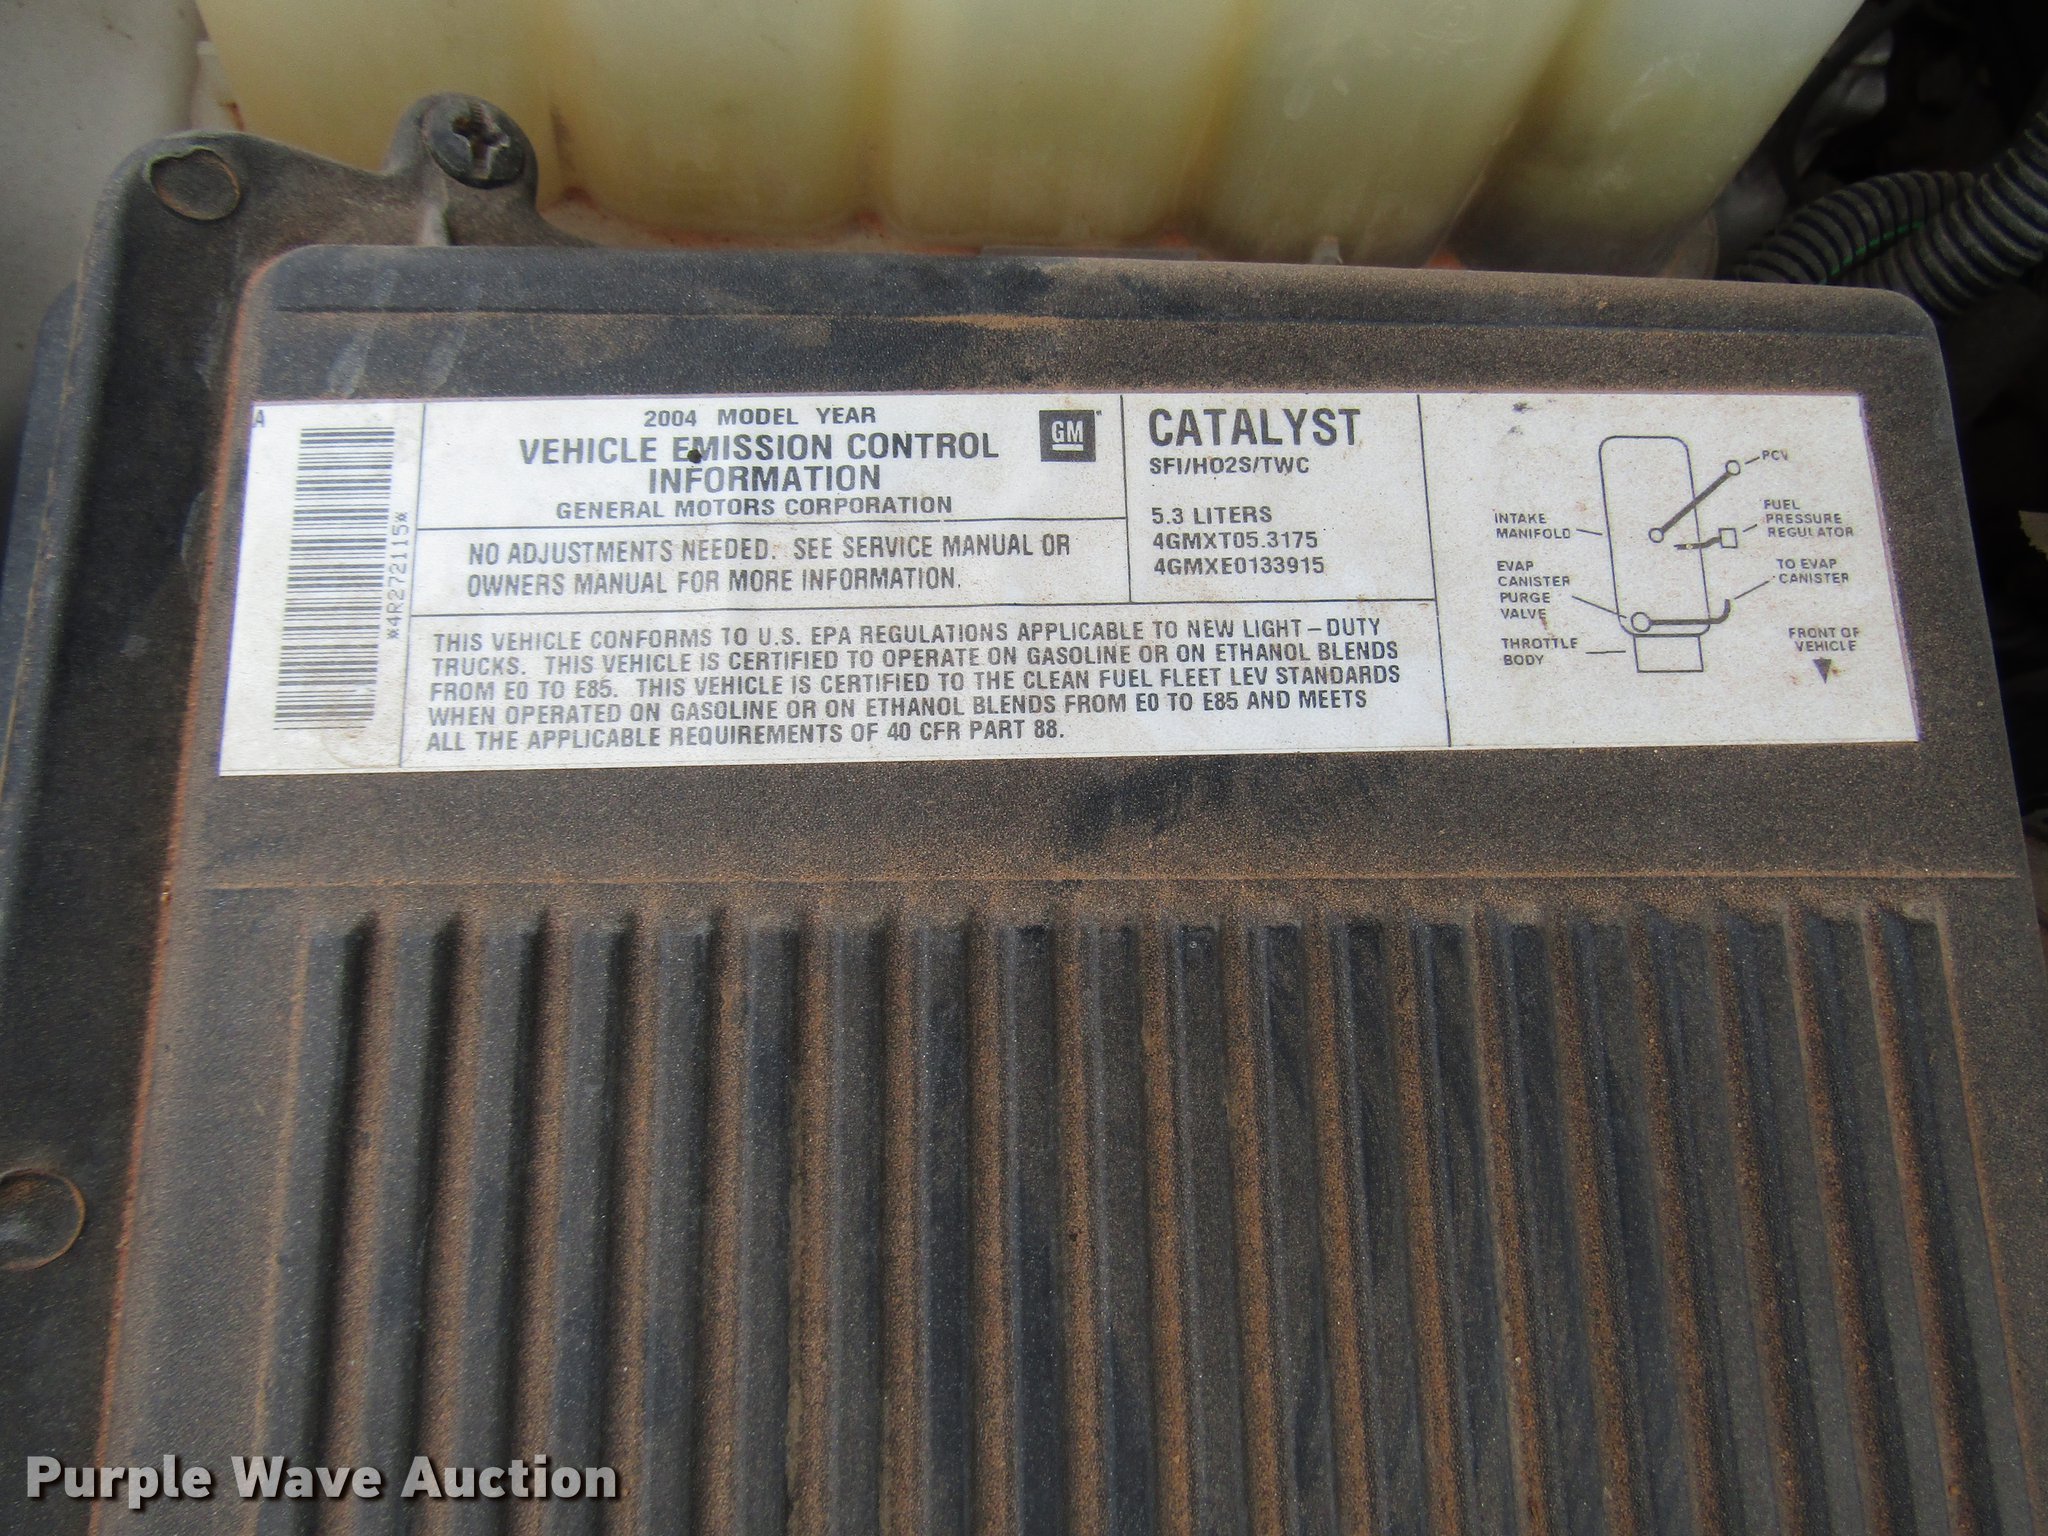 A
*4R272115*
2004 MODEL YEAR
VEHICLE EMISSION CONTROL
INFORMATION
GENERAL MOTORS CORPORATION
GM
NO ADJUSTMENTS NEEDED. SEE SERVICE MANUAL OR
OWNERS MANUAL FOR MORE INFORMATION.
CATALYST
SFI/HO2S/TWC
5.3 LITERS
4GMXT05.3175
4GMXE0133915
THIS VEHICLE CONFORMS TO U.S. EPA REGULATIONS APPLICABLE TO NEW LIGHT-DUTY
TRUCKS. THIS VEHICLE IS CERTIFIED TO OPERATE ON GASOLINE OR ON ETHANOL BLENDS
FROM E0 TO E85. THIS VEHICLE IS CERTIFIED TO THE CLEAN FUEL FLEET LEV STANDARDS
WHEN OPERATED ON GASOLINE OR ON ETHANOL BLENDS FROM E0 TO E85 AND MEETS
ALL THE APPLICABLE REQUIREMENTS OF 40 CFR PART 88.
INTAKE
MANIFOLD
EVAP
CANISTER
PURGE
VALVE
THROTTLE
BODY
PCV
FUEL
PRESSURE
REGULATOR
TO EVAP
CANISTER
FRONT OF
VEHICLE
Purple Wave Auction